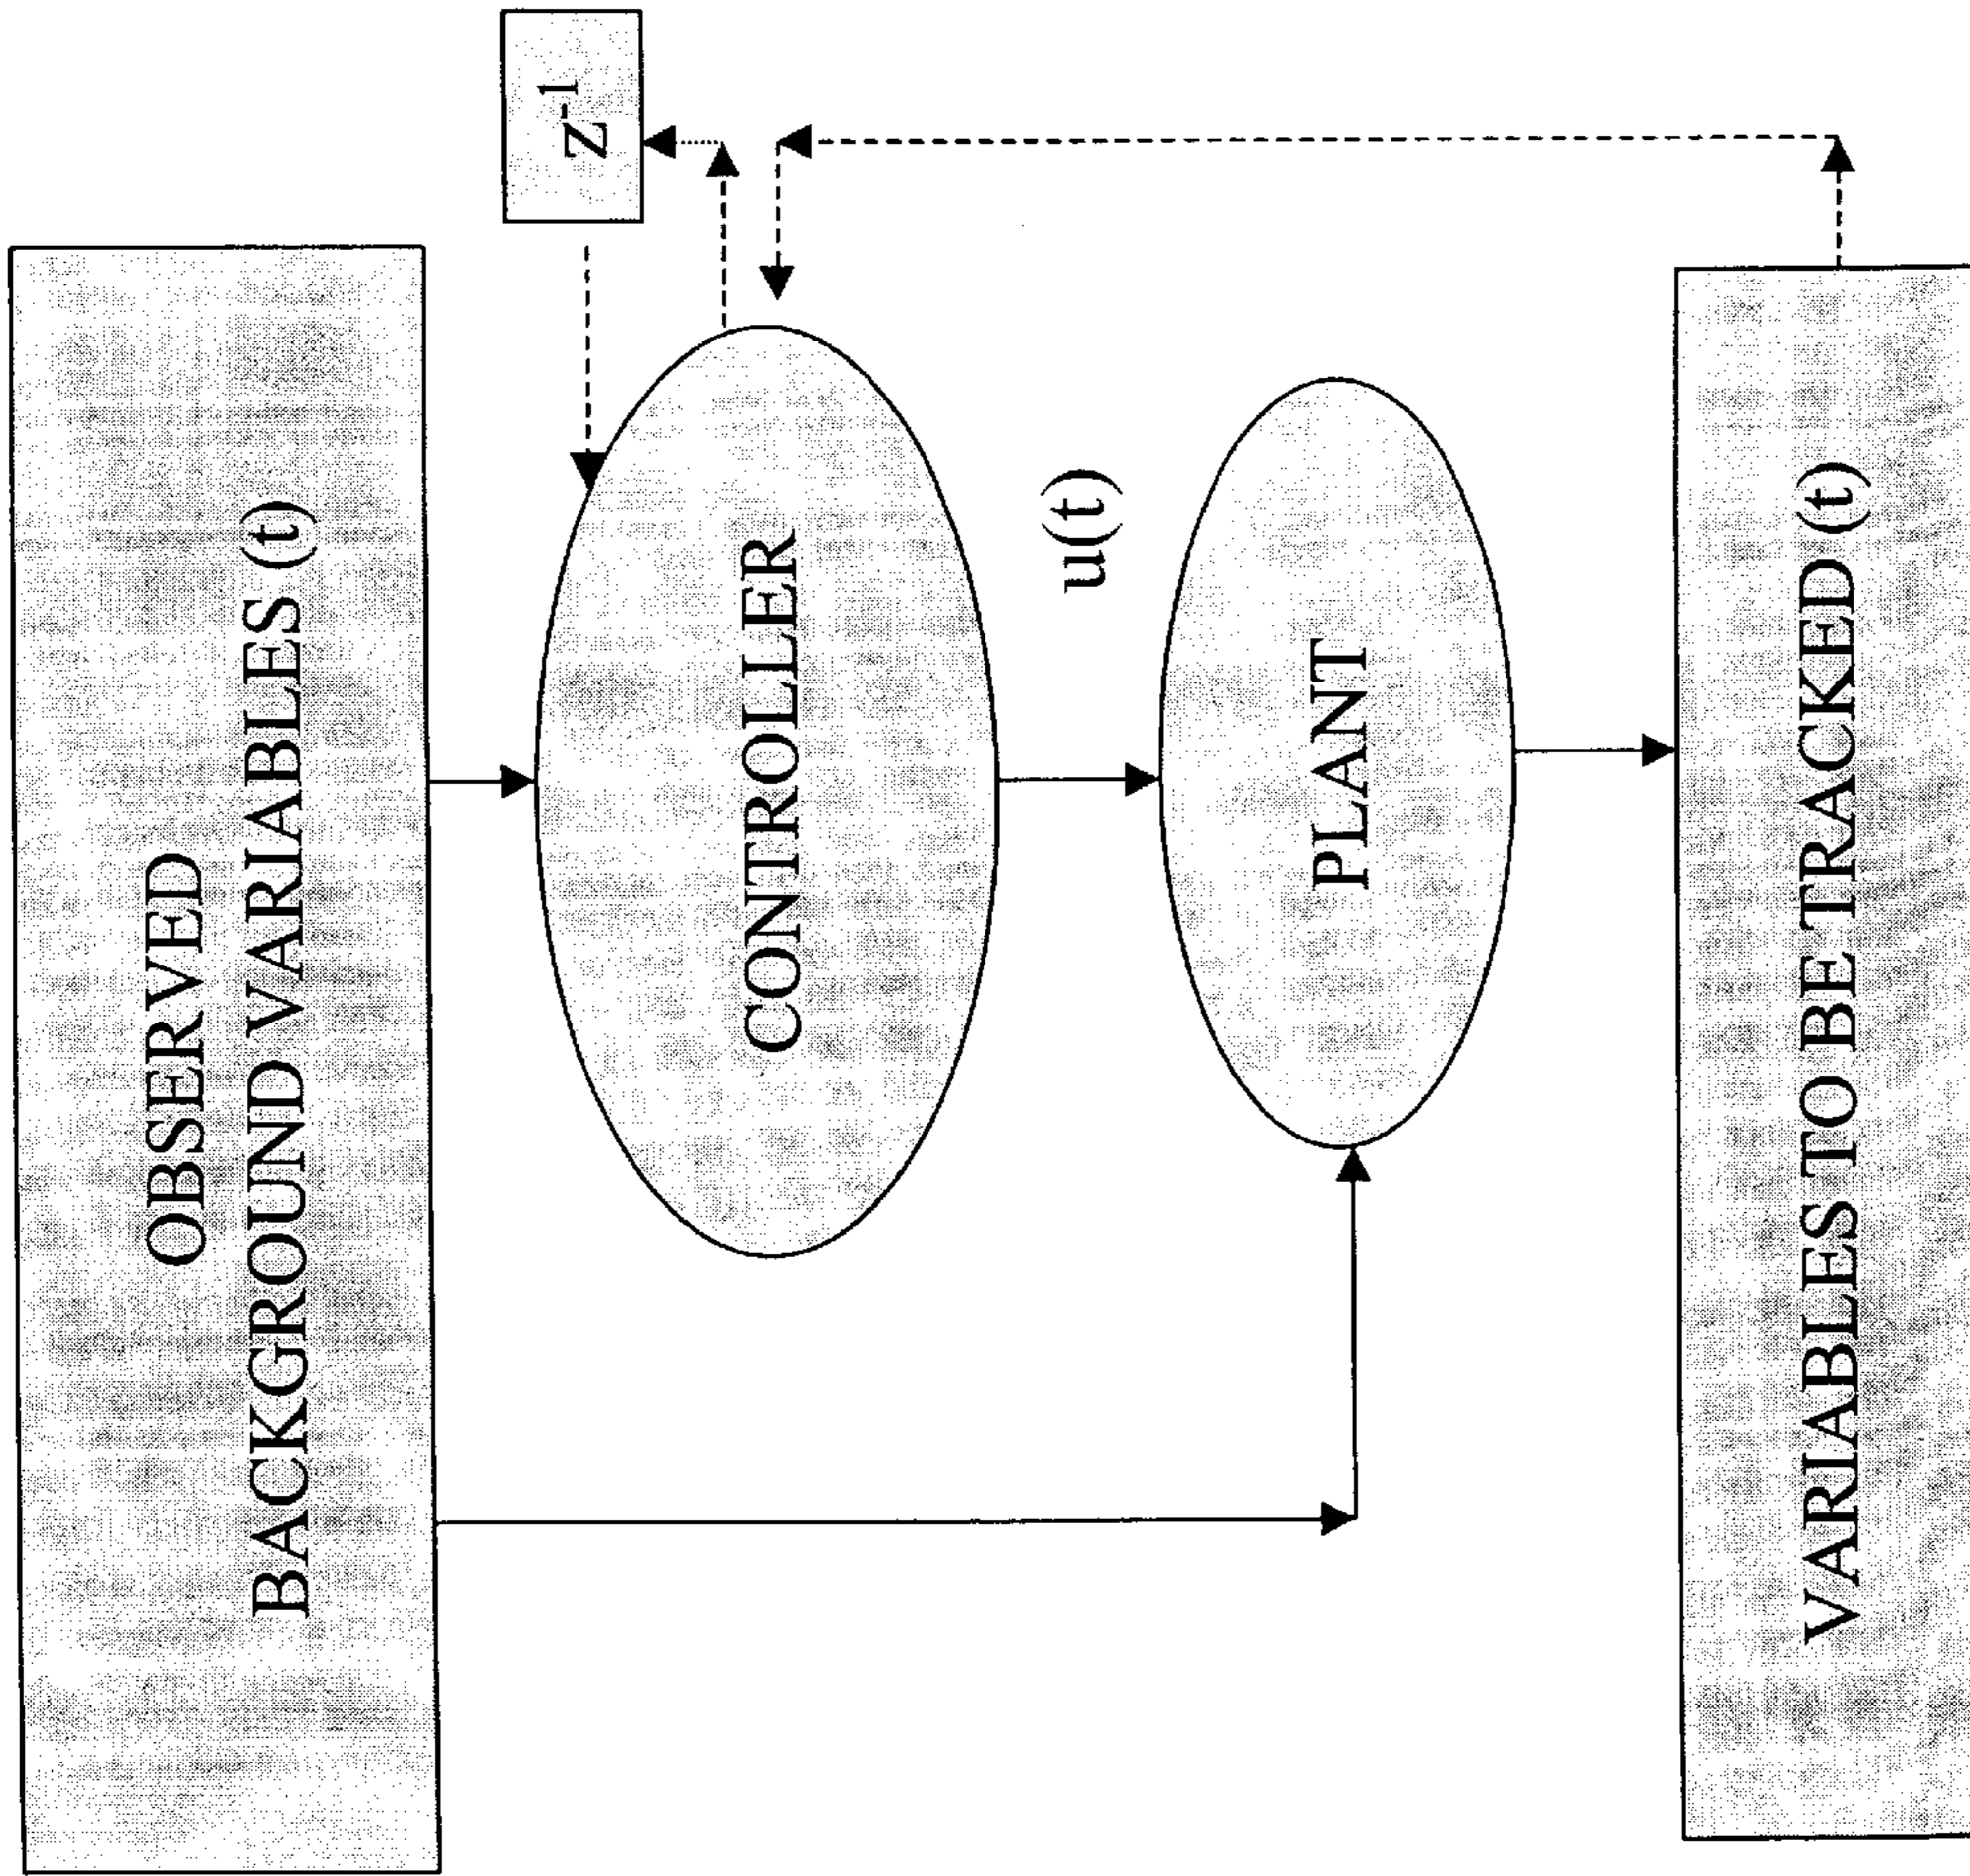 OBSERVED
BACKGROUND VARIABLES (t)
z⁻¹
CONTROLLER
u(t)
PLANT
VARIABLES TO BE TRACKED (t)